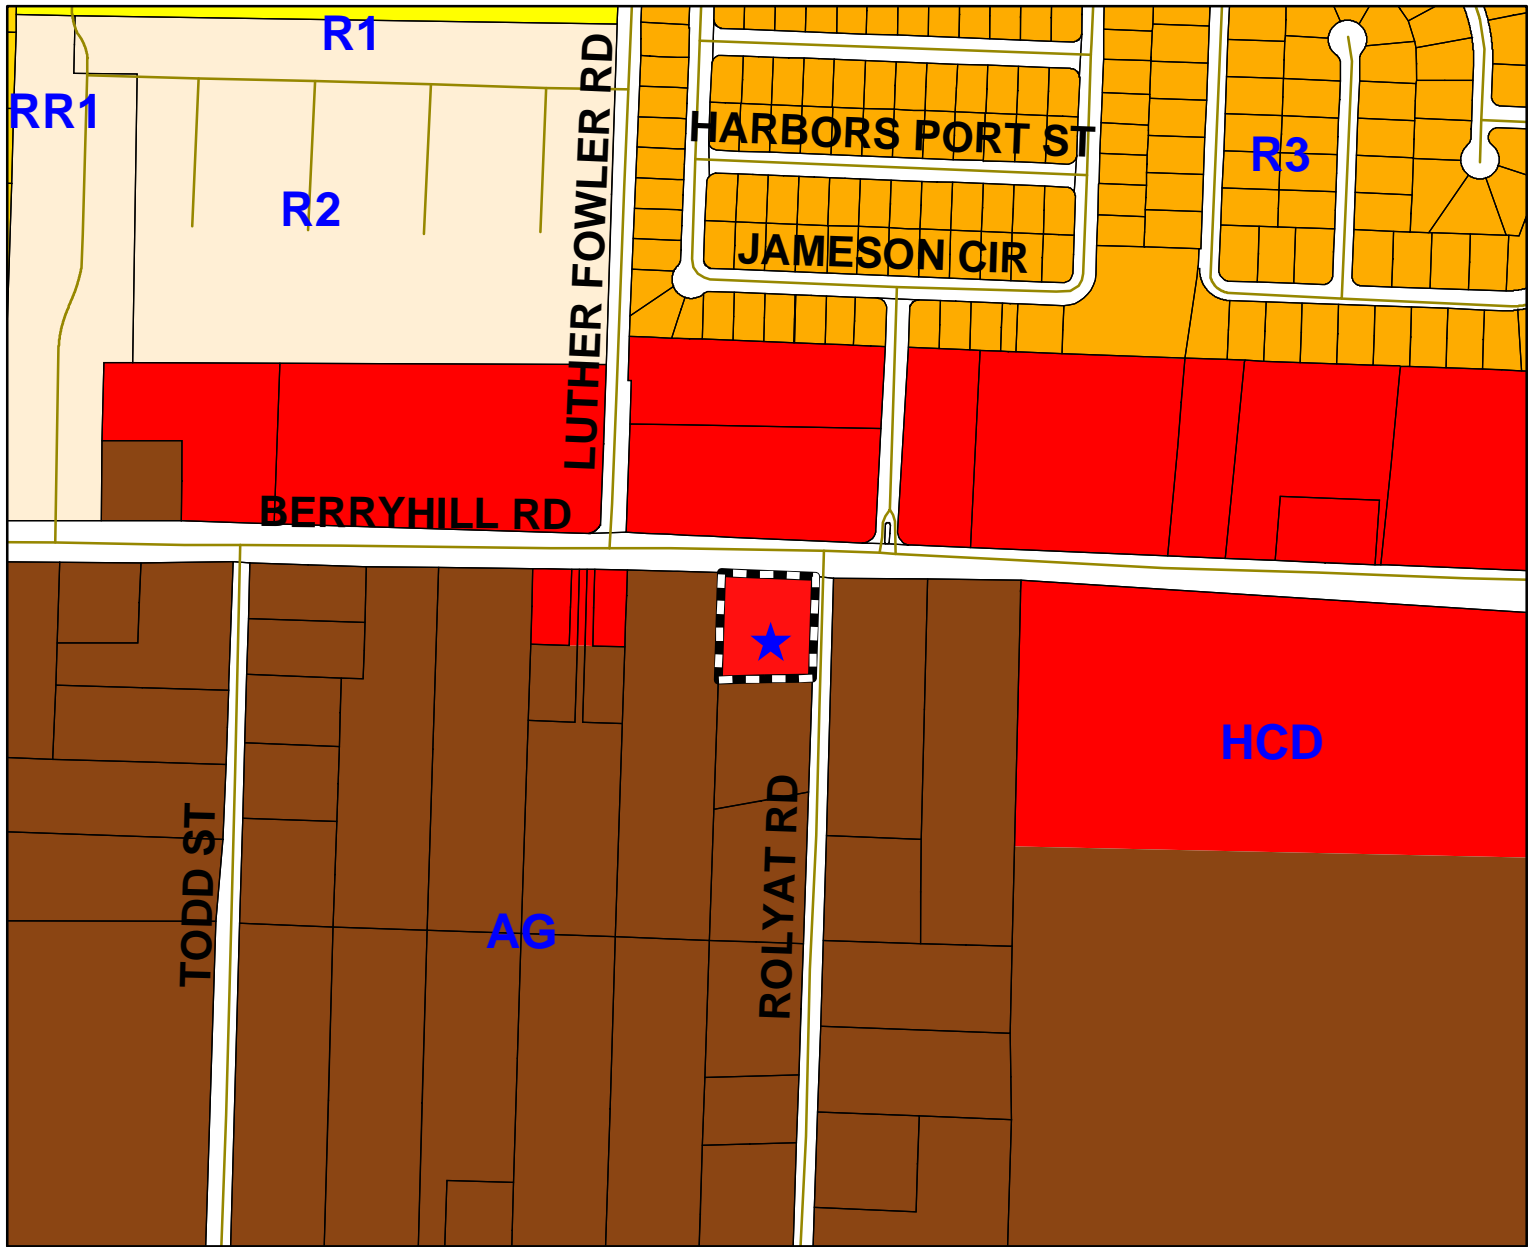 R1
LUTHER FOWLER RD
RR1
HARBORS PORT ST
R3
R2
JAMESON CIR
BERRYHILL RD
HCD
TODD ST
ROLYAT RD
AG